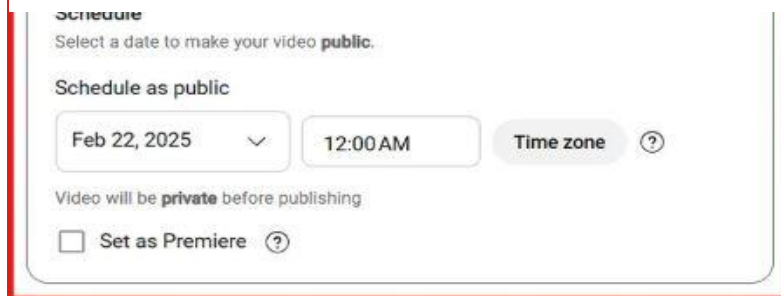 Schedule
Select a date to make your video public.
Schedule as public
Feb 22, 2025
12:00 AM
Time zone
Video will be private before publishing
Set as Premiere